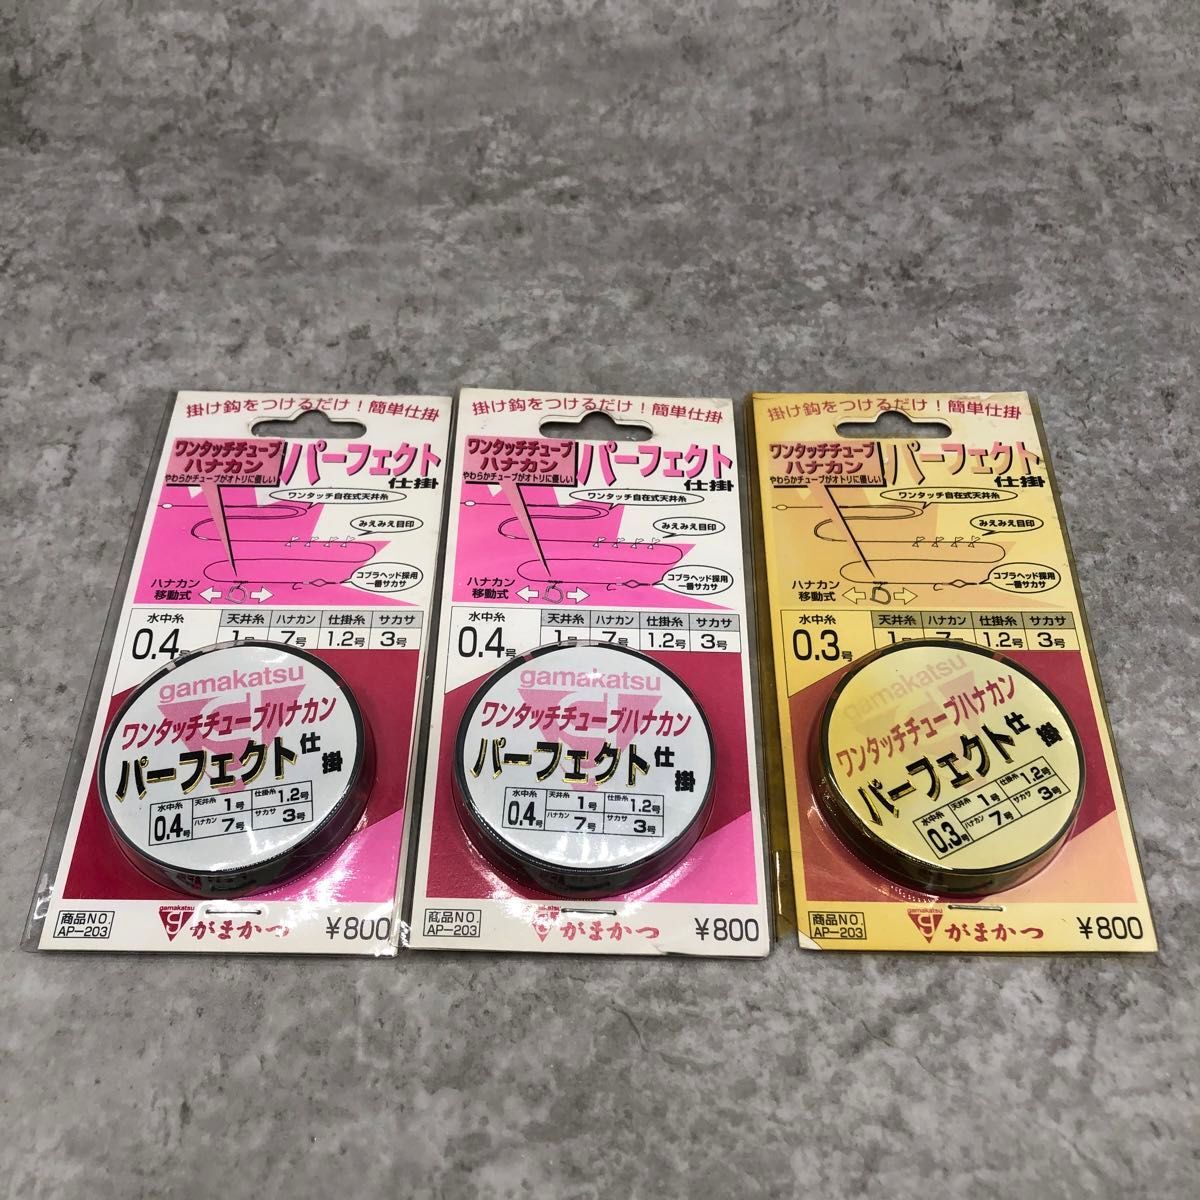 掛け鈎をつけるだけ！簡単仕掛
ワンタッチチューブ
ハナカン
やわらかチューブがオトリに優しい
パーフェクト
仕掛
ワンタッチ自在式天井糸
みえみえ目印
コブラヘッド採用
一番サカサ
ハナカン
移動式
水中糸 天井糸 ハナカン 仕掛糸 サカサ
0.4号 1号 7号 1.2号 3号
gamakatsu
ワンタッチチューブハナカン
パーフェクト仕掛
水中糸 天井糸 1号 仕掛糸 1.2号
0.4号 ハナカン 7号 サカサ 3号
商品NO.
AP-203
gamakatsu
がまかつ
¥800
掛け鈎をつけるだけ！簡単仕掛
ワンタッチチューブ
ハナカン
やわらかチューブがオトリに優しい
パーフェクト
仕掛
ワンタッチ自在式天井糸
みえみえ目印
コブラヘッド採用
一番サカサ
ハナカン
移動式
水中糸 天井糸 ハナカン 仕掛糸 サカサ
0.4号 1号 7号 1.2号 3号
gamakatsu
ワンタッチチューブハナカン
パーフェクト仕掛
水中糸 天井糸 1号 仕掛糸 1.2号
0.4号 ハナカン 7号 サカサ 3号
商品NO.
AP-203
gamakatsu
がまかつ
¥800
掛け鈎をつけるだけ！簡単仕掛
ワンタッチチューブ
ハナカン
やわらかチューブがオトリに優しい
パーフェクト
仕掛
ワンタッチ自在式天井糸
みえみえ目印
コブラヘッド採用
一番サカサ
ハナカン
移動式
水中糸 天井糸 ハナカン 仕掛糸 サカサ
0.3号 1号 7号 1.2号 3号
gamakatsu
ワンタッチチューブハナカン
パーフェクト仕掛
水中糸 天井糸 1号 仕掛糸 1.2号
0.3号 ハナカン 7号 サカサ 3号
商品NO.
AP-203
gamakatsu
がまかつ
¥800